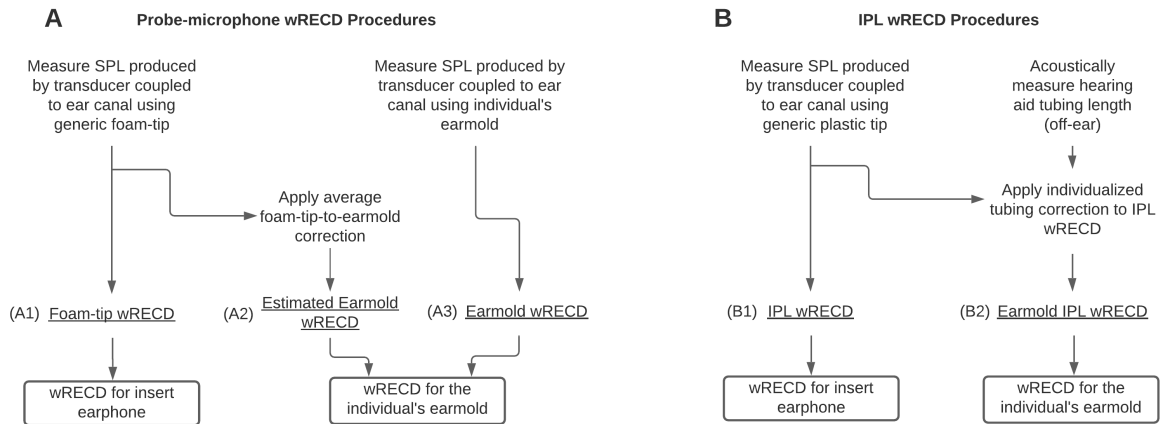 A
Probe-microphone wRECD Procedures
Measure SPL produced
by transducer coupled
to ear canal using
generic foam-tip
Measure SPL produced by
transducer coupled to ear
canal using individual's
earmold
Apply average
foam-tip-to-earmold
correction
(A1) Foam-tip wRECD
(A2) Estimated Earmold
wRECD
(A3) Earmold wRECD
wRECD for insert
earphone
wRECD for the
individual's earmold
B
IPL wRECD Procedures
Measure SPL produced
by transducer coupled
to ear canal using
generic plastic tip
Acoustically
measure hearing
aid tubing length
(off-ear)
Apply individualized
tubing correction to IPL
wRECD
(B1) IPL wRECD
(B2) Earmold IPL wRECD
wRECD for insert
earphone
wRECD for the
individual's earmold